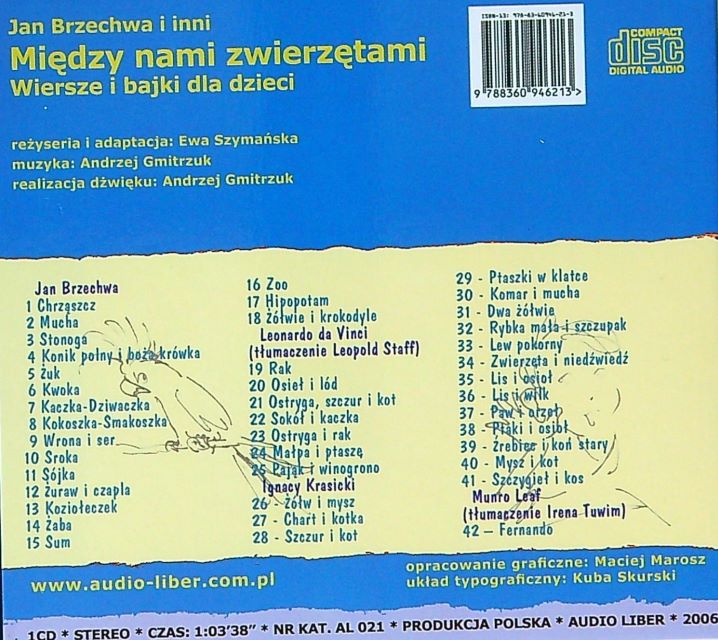 Jan Brzechwa i inni
Między nami zwierzętami
Wiersze i bajki dla dzieci
ISBN-13: 978-83-60946-21-3
9 788360 946213 >
COMPACT
disc
DIGITAL AUDIO
reżyseria i adaptacja: Ewa Szymańska
muzyka: Andrzej Gmitrzuk
realizacja dźwięku: Andrzej Gmitrzuk
Jan Brzechwa
1 Chrząszcz
2 Mucha
3 Stonoga
4 Konik polny i boża krówka
5 Żuk
6 Kwoka
7 Kaczka-Dziwaczka
8 Kokoszka-Smakoszka
9 Wrona i ser
10 Sroka
11 Sójka
12 Żuraw i czapla
13 Koziołeczek
14 Żaba
15 Sum
16 Zoo
17 Hipopotam
18 Żółwie i krokodyle
Leonardo da Vinci
(tłumaczenie Leopold Staff)
19 Rak
20 Osieł i lód
21 Ostryga, szczur i kot
22 Sokół i kaczka
23 Ostryga i rak
24 Małpa i ptaszę
25 Pająk i winogrono
Ignacy Krasicki
26 - Żółw i mysz
27 - Chart i kotka
28 - Szczur i kot
29 - Ptaszki w klatce
30 - Komar i mucha
31 - Dwa żółwie
32 - Rybka mała i szczupak
33 - Lew pokorny
34 - Zwierzęta i niedźwiedź
35 - Lis i osioł
36 - Lis i wilk
37 - Paw i orzeł
38 - Ptaki i osioł
39 - Źrebiec i koń stary
40 - Mysz i kot
41 - Szczygieł i kos
Munro Leaf
(tłumaczenie Irena Tuwim)
42 – Fernando
www.audio-liber.com.pl
opracowanie graficzne: Maciej Marosz
układ typograficzny: Kuba Skurski
1CD * STEREO * CZAS: 1:03'38" * NR KAT. AL 021 * PRODUKCJA POLSKA * AUDIO LIBER * 2006